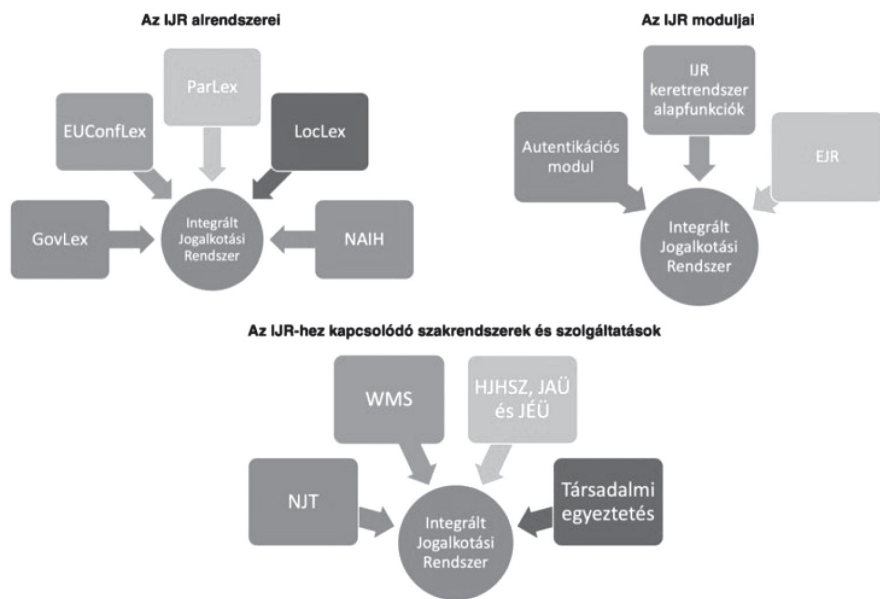 Az IJR alrendszerei
ParLex
EUConfLex
LocLex
GovLex
Integrált
Jogalkotási
Rendszer
NAIH
Az IJR moduljai
IJR
keretrendszer
alapfunkciók
Autentikációs
modul
EJR
Integrált
Jogalkotási
Rendszer
Az IJR-hez kapcsolódó szakrendszerek és szolgáltatások
WMS
HJHSZ, JAÜ
és JÉÜ
NJT
Integrált
Jogalkotási
Rendszer
Társadalmi
egyeztetés